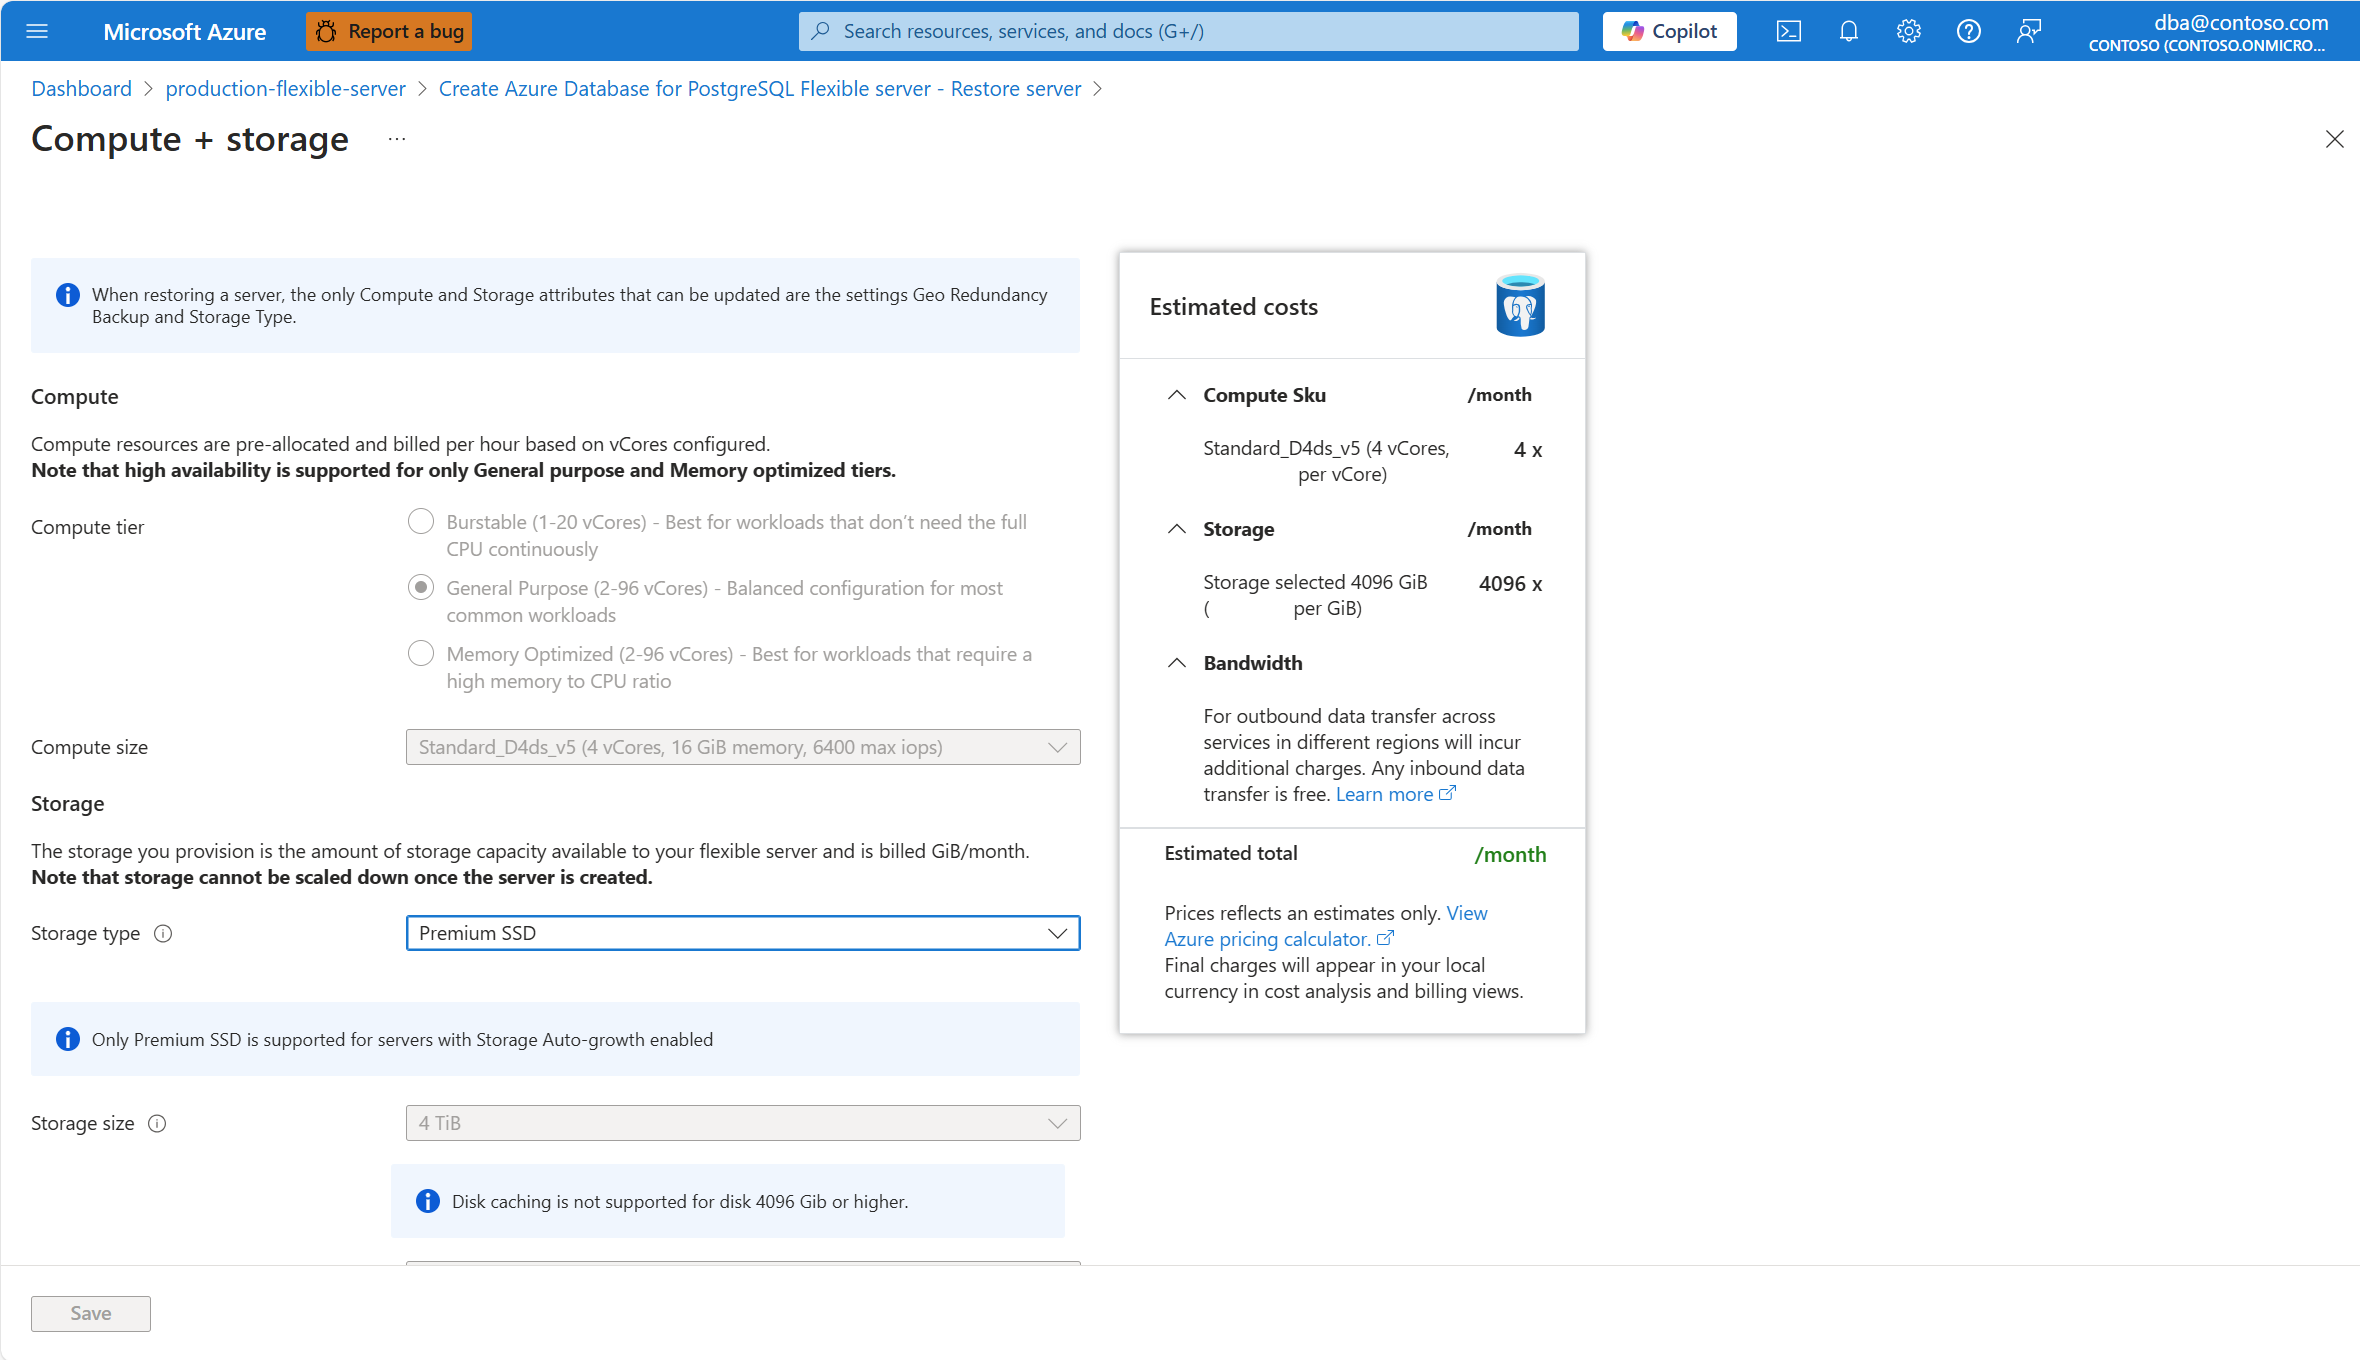 Microsoft Azure
Report a bug
Search resources, services, and docs (G+/)
Copilot
dba@contoso.com
CONTOSO (CONTOSO.ONMICRO...
Dashboard > production-flexible-server > Create Azure Database for PostgreSQL Flexible server - Restore server >
Compute + storage ...
When restoring a server, the only Compute and Storage attributes that can be updated are the settings Geo Redundancy
Backup and Storage Type.
Compute
Compute resources are pre-allocated and billed per hour based on vCores configured.
Note that high availability is supported for only General purpose and Memory optimized tiers.
Compute tier
Burstable (1-20 vCores) - Best for workloads that don't need the full
CPU continuously
General Purpose (2-96 vCores) - Balanced configuration for most
common workloads
Memory Optimized (2-96 vCores) - Best for workloads that require a
high memory to CPU ratio
Compute size
Standard_D4ds_v5 (4 vCores, 16 GiB memory, 6400 max iops)
Storage
The storage you provision is the amount of storage capacity available to your flexible server and is billed GiB/month.
Note that storage cannot be scaled down once the server is created.
Storage type
Premium SSD
Only Premium SSD is supported for servers with Storage Auto-growth enabled
Storage size
4 TiB
Disk caching is not supported for disk 4096 Gib or higher.
Save
Estimated costs
Compute Sku /month
Standard_D4ds_v5 (4 vCores, 4 x
per vCore)
Storage /month
Storage selected 4096 GiB 4096 x
( per GiB)
Bandwidth
For outbound data transfer across
services in different regions will incur
additional charges. Any inbound data
transfer is free. Learn more
Estimated total /month
Prices reflects an estimates only. View
Azure pricing calculator.
Final charges will appear in your local
currency in cost analysis and billing views.